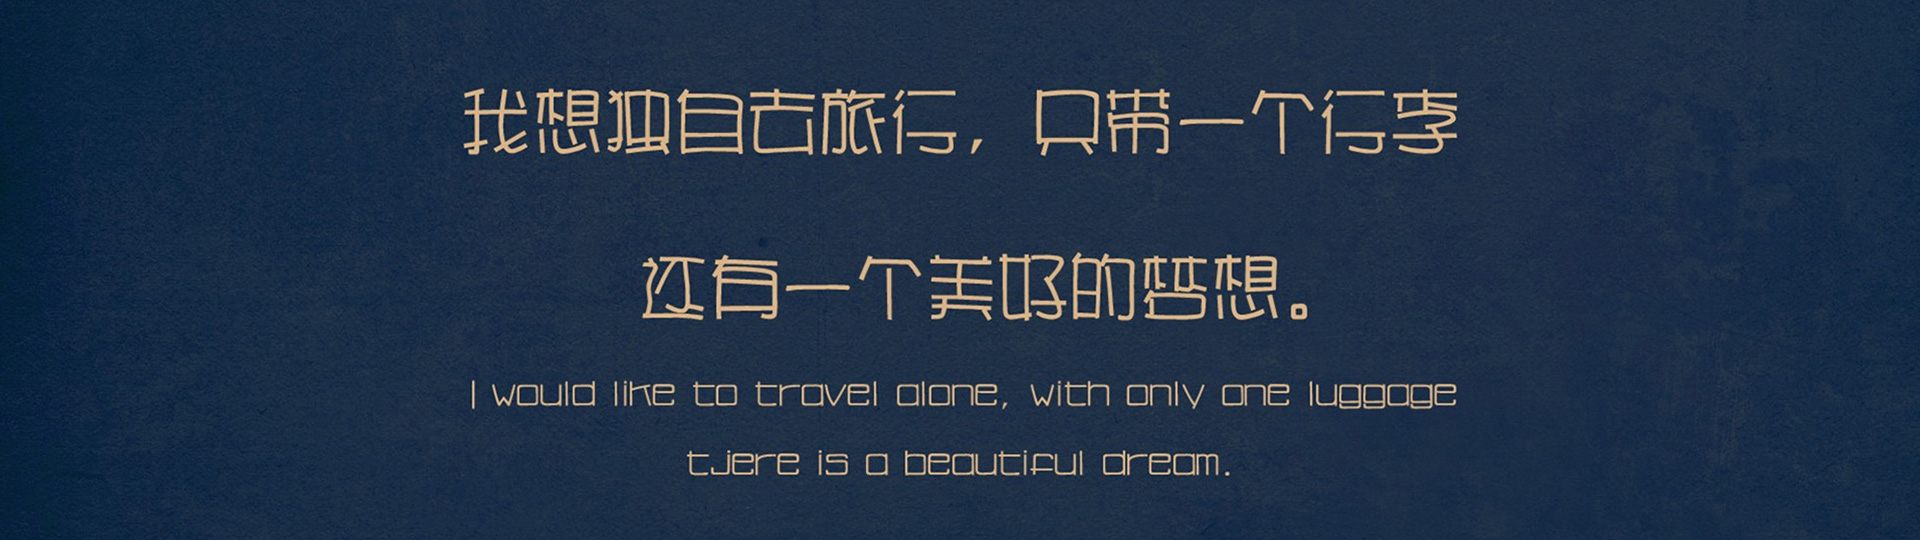 我想独自去旅行，只带一个行李
还有一个美好的梦想。
I would like to travel alone, with only one luggage
tjere is a beautiful dream.